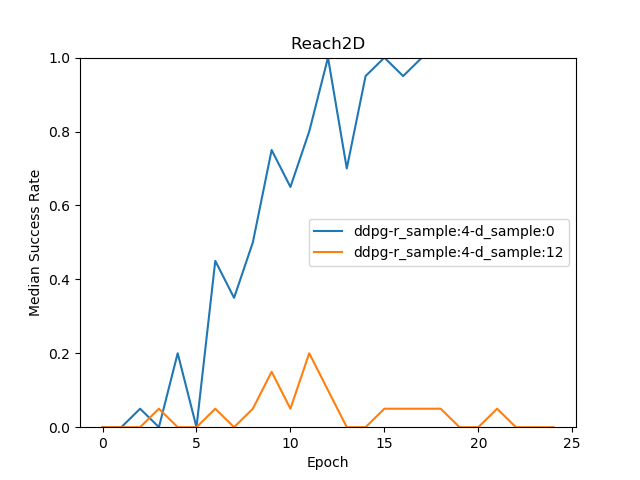 Reach2D
Median Success Rate
1.0
0.8
0.6
0.4
0.2
0.0
ddpg-r_sample:4-d_sample:0
ddpg-r_sample:4-d_sample:12
0 5 10 15 20 25
Epoch